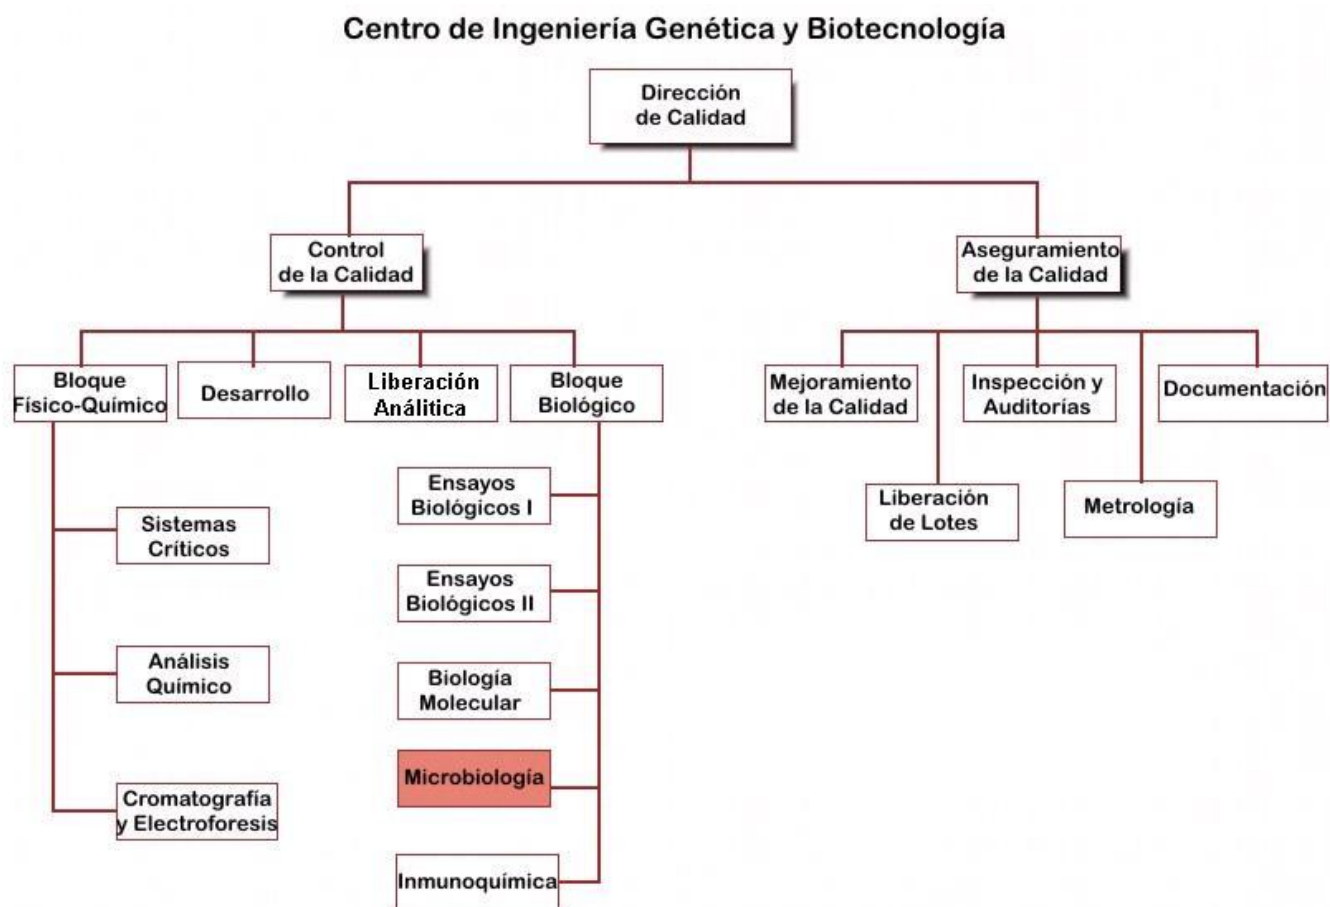 Centro de Ingeniería Genética y Biotecnología
Dirección
de Calidad
Control
de la Calidad
Aseguramiento
de la Calidad
Bloque
Físico-Químico
Desarrollo
Liberación
Análitica
Bloque
Biológico
Mejoramiento
de la Calidad
Inspección y
Auditorías
Documentación
Liberación
de Lotes
Metrología
Sistemas
Críticos
Análisis
Químico
Cromatografía
y Electroforesis
Ensayos
Biológicos I
Ensayos
Biológicos II
Biología
Molecular
Microbiología
Inmunoquímica